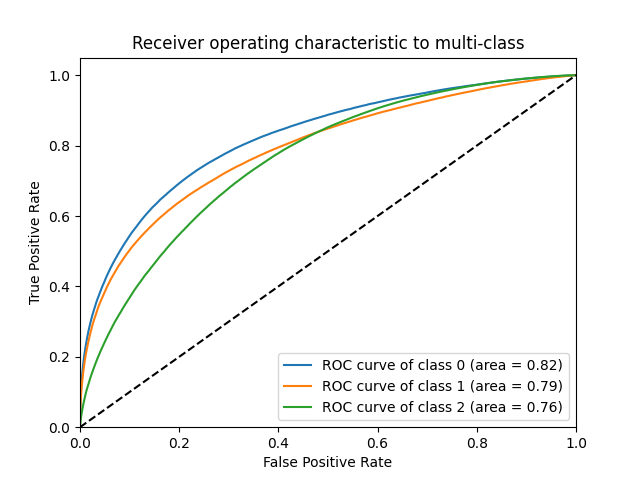 Receiver operating characteristic to multi-class
1.0
0.8
0.6
0.4
0.2
0.0
True Positive Rate
ROC curve of class 0 (area = 0.82)
ROC curve of class 1 (area = 0.79)
ROC curve of class 2 (area = 0.76)
0.0 0.2 0.4 0.6 0.8 1.0
False Positive Rate